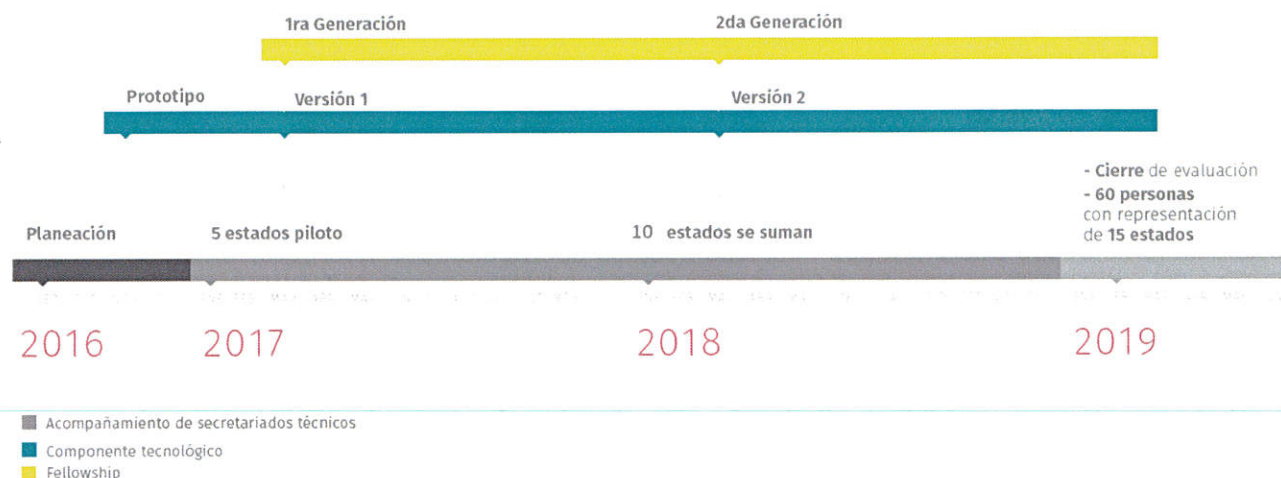 1ra Generación
2da Generación
Prototipo
Versión 1
Versión 2
- Cierre de evaluación
- 60 personas
con representación
de 15 estados
Planeación
5 estados piloto
10 estados se suman
2016
2017
2018
2019
Acompañamiento de secretariados técnicos
Componente tecnológico
Fellowship